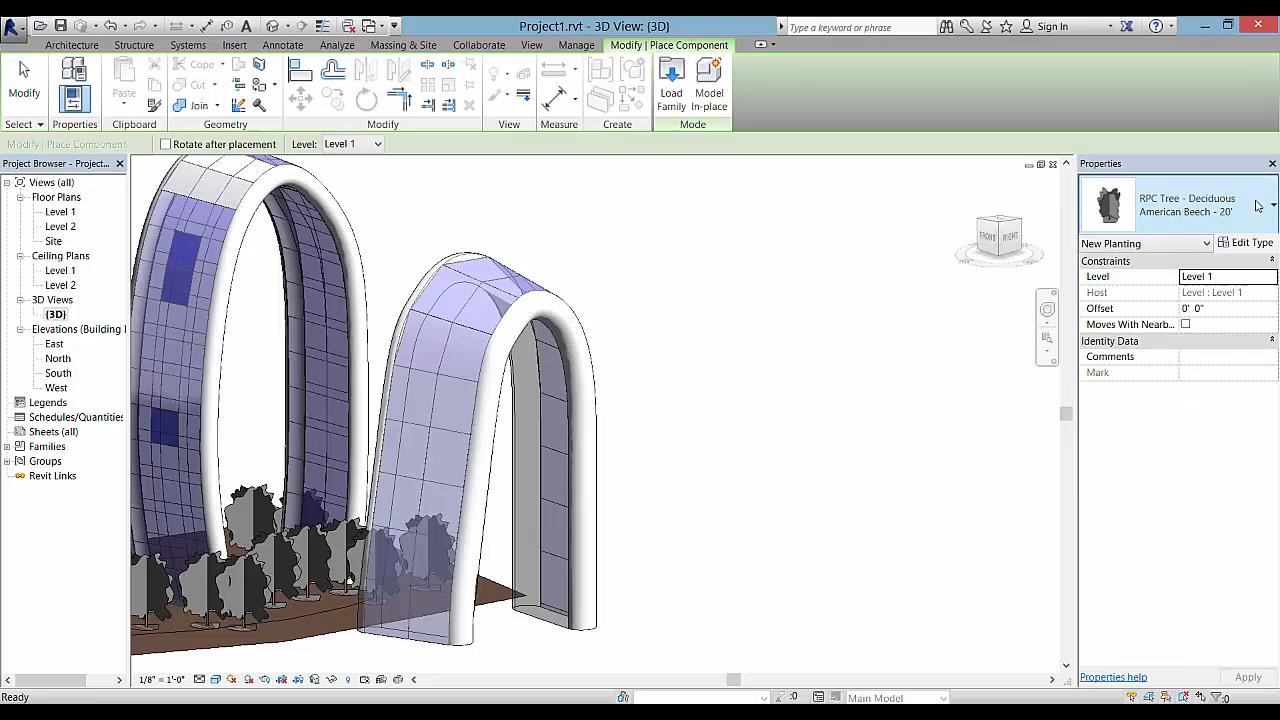 Project1.rvt - 3D View: {3D}
Type a keyword or phrase
Sign In
Architecture Structure Systems Insert Annotate Analyze Massing & Site Collaborate View Manage Modify | Place Component
Modify Paste Cope Cut Join Load Family Model In-place
Select Properties Clipboard Geometry Modify View Measure Create Mode
Modify | Place Component Rotate after placement Level: Level 1
Project Browser - Projec...
Views (all)
Floor Plans
Level 1
Level 2
Site
Ceiling Plans
Level 1
Level 2
3D Views
{3D}
Elevations (Building
East
North
South
West
Legends
Schedules/Quantities
Sheets (all)
Families
Groups
Revit Links
FRONT RIGHT
Properties
RPC Tree - Deciduous
American Beech - 20'
New Planting Edit Type
Constraints
Level Level 1
Host Level : Level 1
Offset 0' 0"
Moves With Nearb...
Identity Data
Comments
Mark
Properties help Apply
1/8" = 1'-0"
Ready :0 Main Model :0